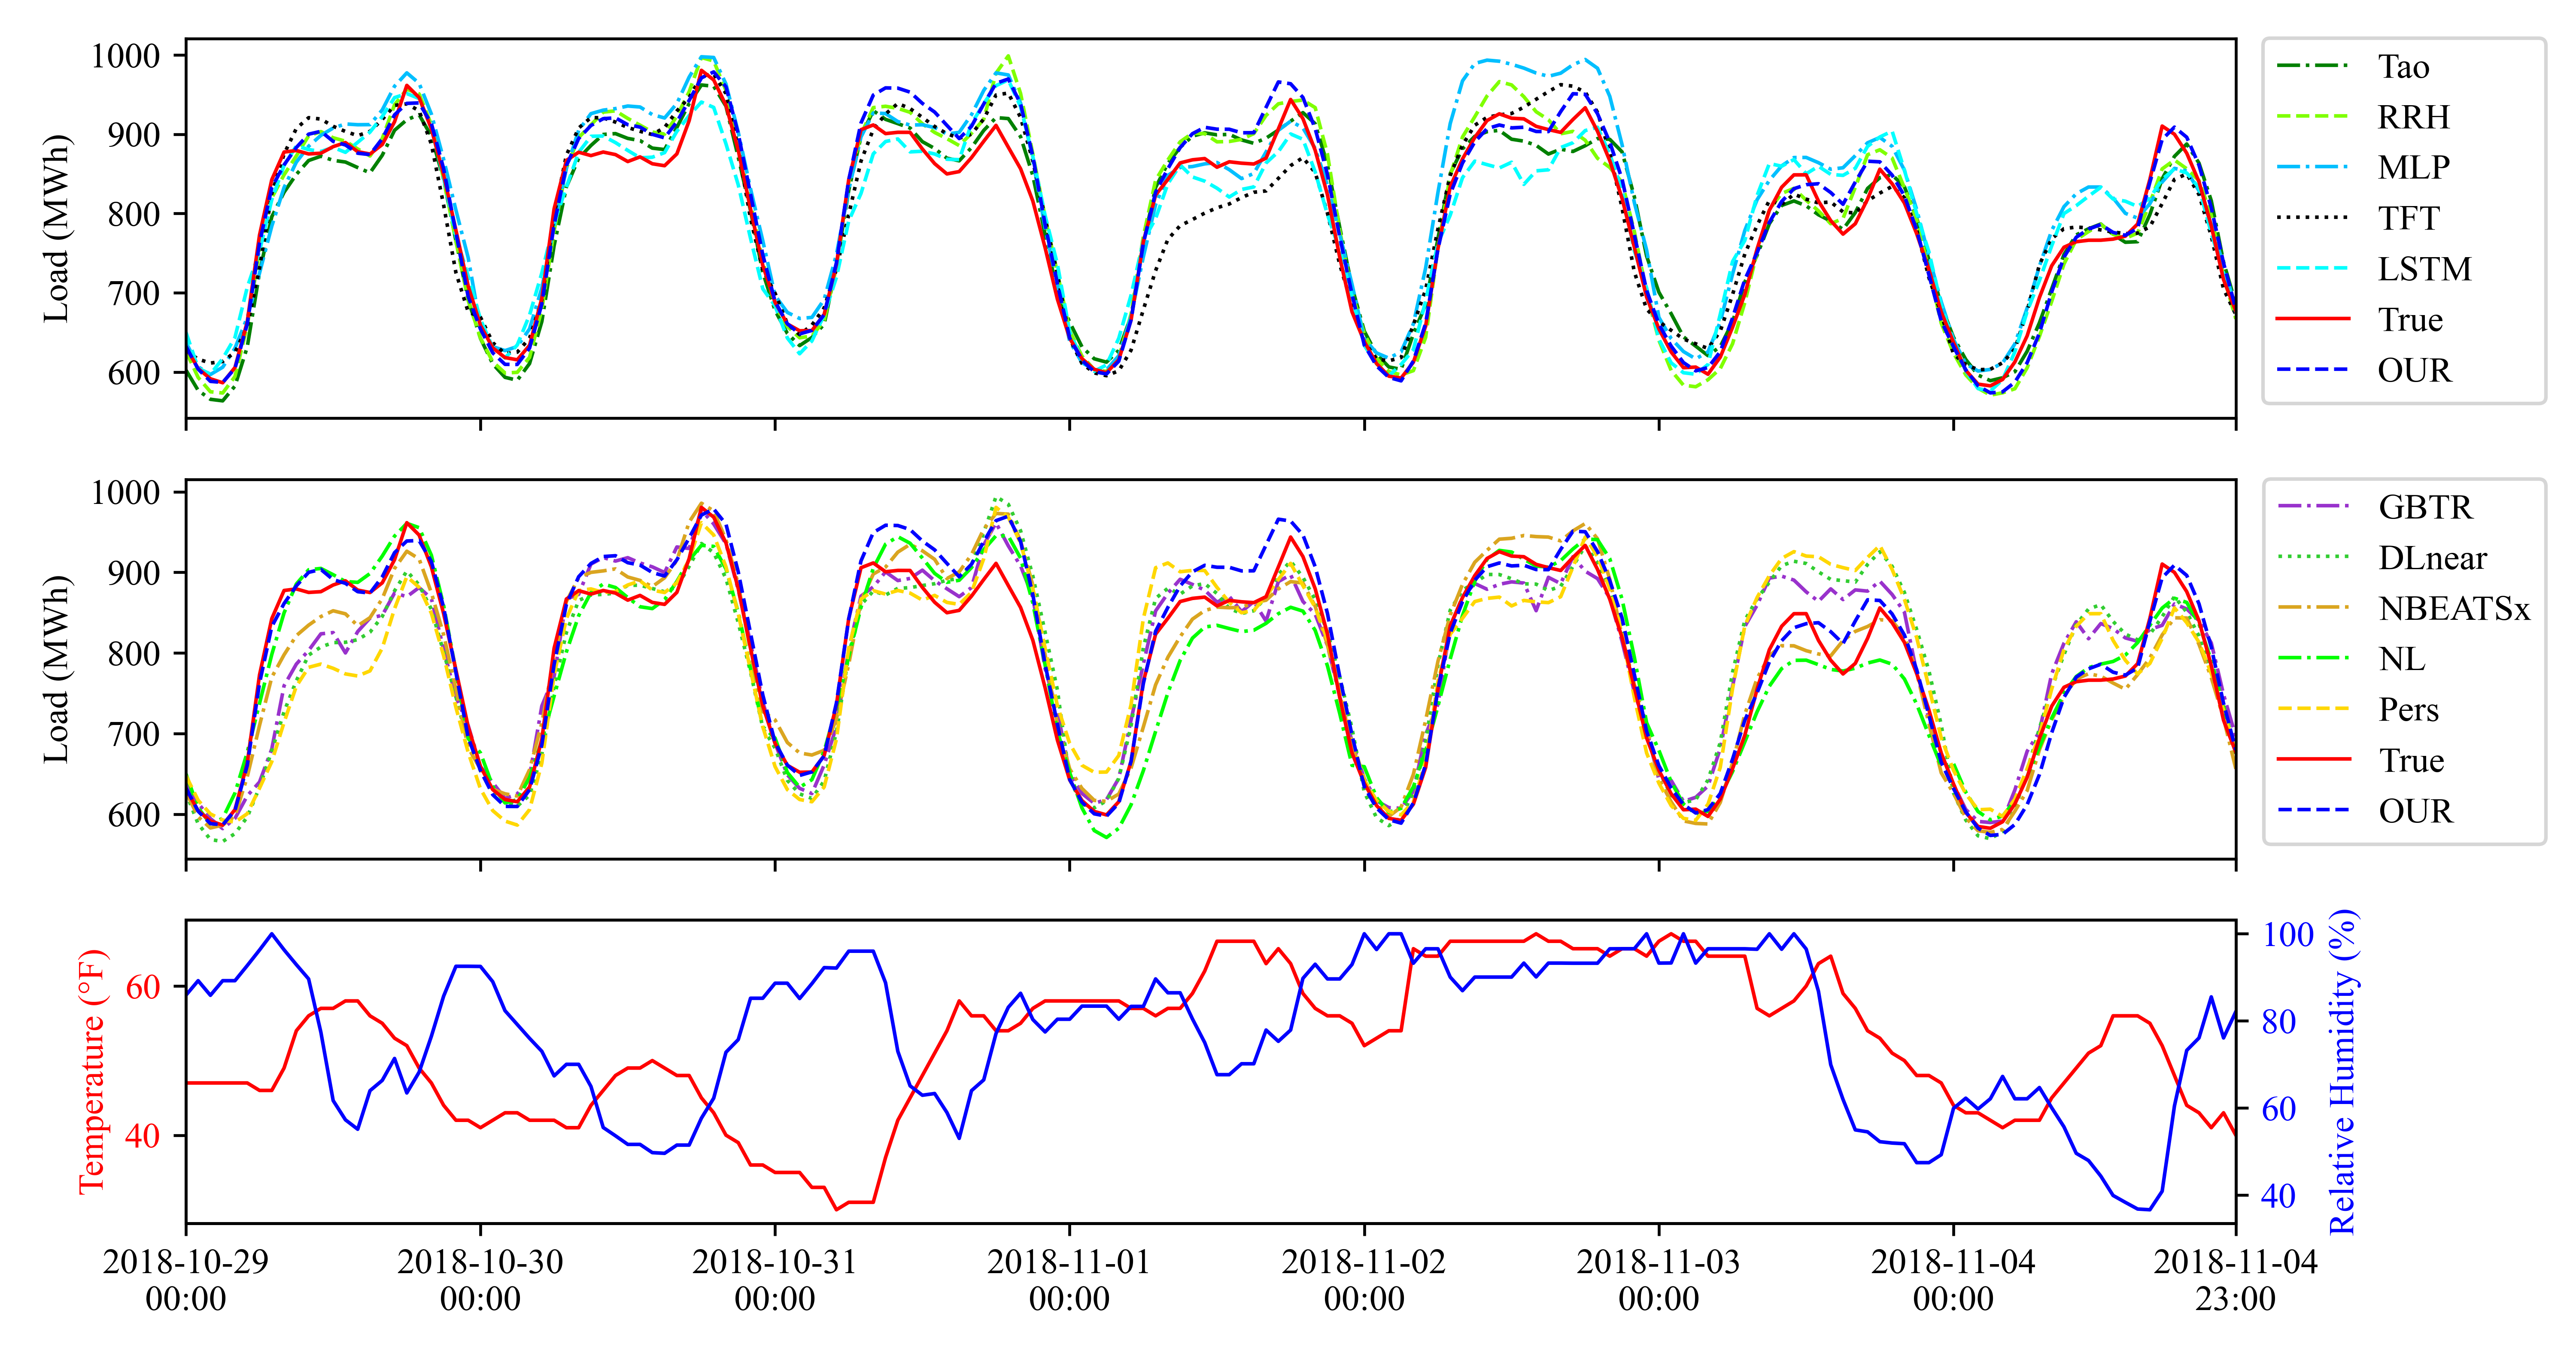 1000
900
800
700
600
Load (MWh)
Tao
RRH
MLP
TFT
LSTM
True
OUR
1000
900
800
700
600
Load (MWh)
GBTR
DLnear
NBEATSx
NL
Pers
True
OUR
60
40
Temperature (°F)
100
80
60
40
Relative Humidity (%)
2018-10-29
00:00
2018-10-30
00:00
2018-10-31
00:00
2018-11-01
00:00
2018-11-02
00:00
2018-11-03
00:00
2018-11-04
00:00
2018-11-04
23:00